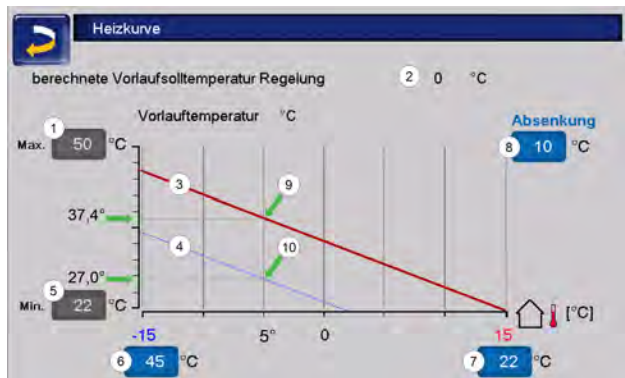 Heizkurve
berechnete Vorlaufsolltemperatur Regelung 2 0 °C
Vorlauftemperatur °C
Absenkung
1
Max. 50 °C
8 10 °C
3
9
37,4°
4
10
27,0°
5
Min. 22 °C
[°C]
-15 5° 0 15
6 45 °C
7 22 °C